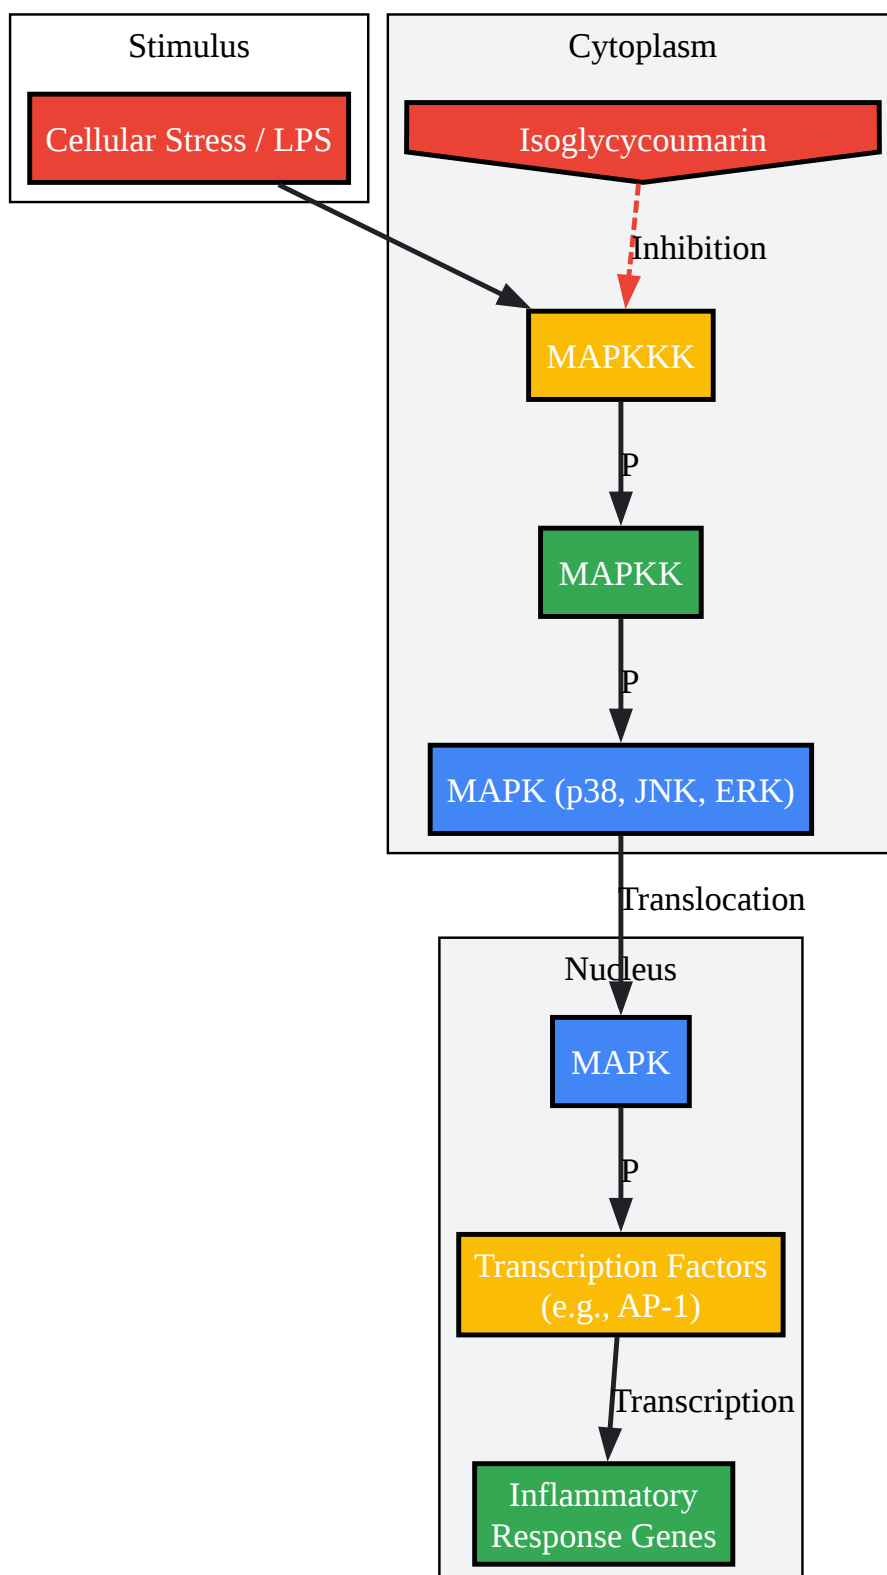 Stimulus
Cellular Stress / LPS
Cytoplasm
Isoglycycoumarin
Inhibition
MAPKKK
P
MAPKK
P
MAPK (p38, JNK, ERK)
Translocation
Nucleus
MAPK
P
Transcription Factors
(e.g., AP-1)
Transcription
Inflammatory
Response Genes